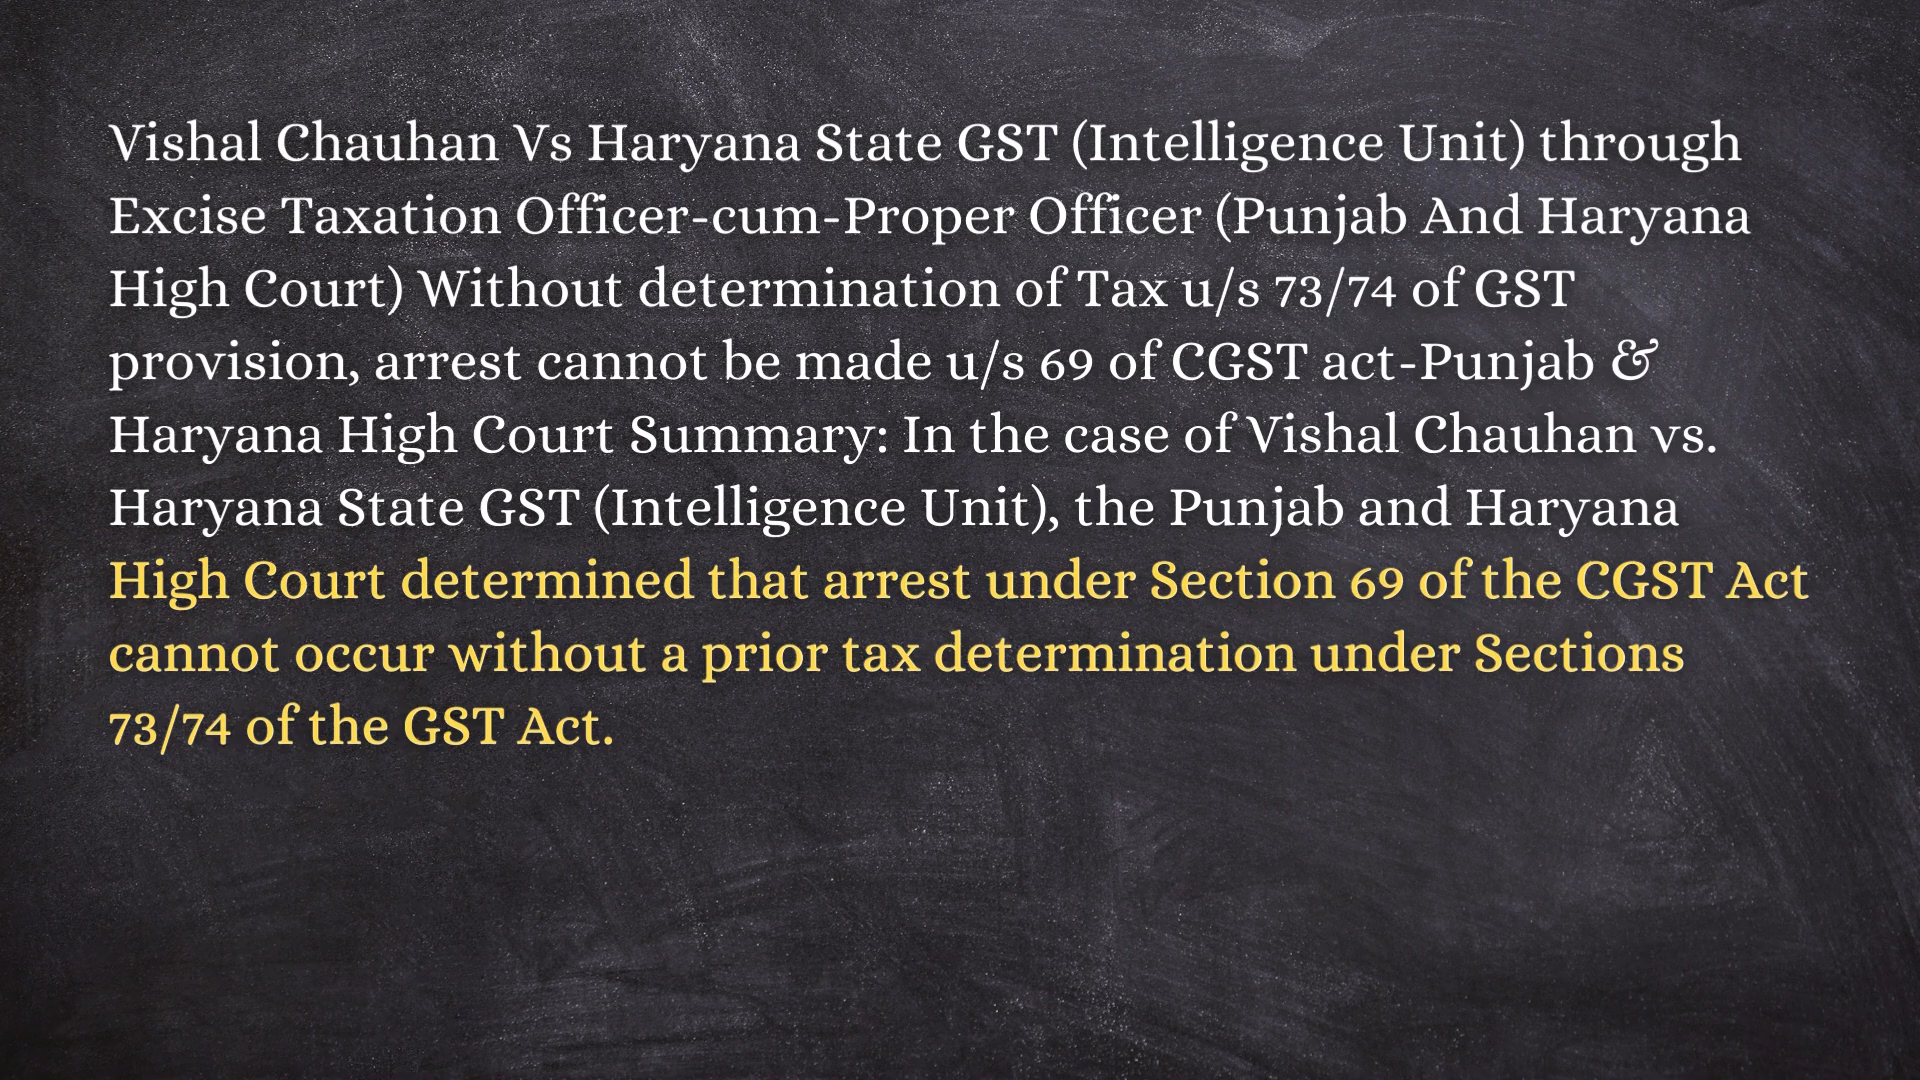 Vishal Chauhan Vs Haryana State GST (Intelligence Unit) through
Excise Taxation Officer-cum-Proper Officer (Punjab And Haryana
High Court) Without determination of Tax u/s 73/74 of GST
provision, arrest cannot be made u/s 69 of CGST act-Punjab &
Haryana High Court Summary: In the case of Vishal Chauhan vs.
Haryana State GST (Intelligence Unit), the Punjab and Haryana
High Court determined that arrest under Section 69 of the CGST Act
cannot occur without a prior tax determination under Sections
73/74 of the GST Act.